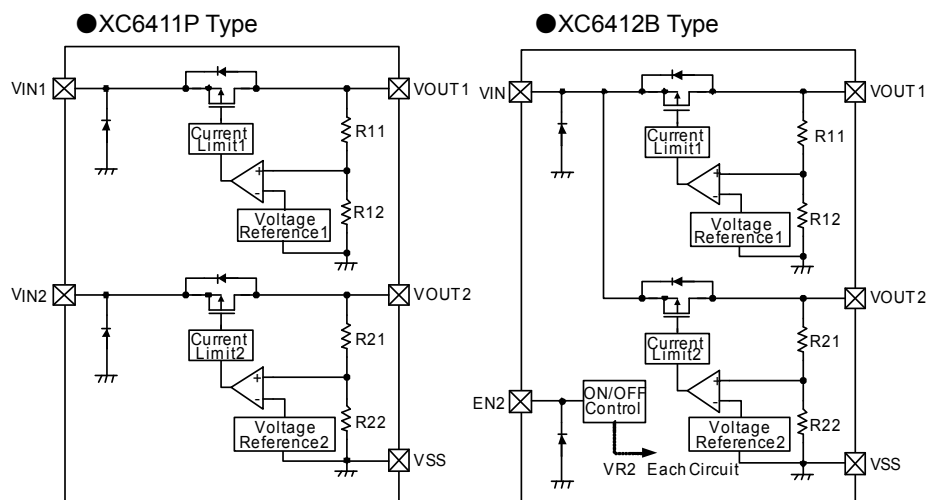 ●XC6411P Type
VIN1
VOUT1
R11
Current
Limit1
+
-
R12
Voltage
Reference1
VIN2
VOUT2
R21
Current
Limit2
+
-
R22
Voltage
Reference2
VSS
●XC6412B Type
VIN
VOUT1
R11
Current
Limit1
+
-
R12
Voltage
Reference1
VOUT2
R21
Current
Limit2
EN2
ON/OFF
Control
+
-
R22
Voltage
Reference2
VR2 Each Circuit
VSS